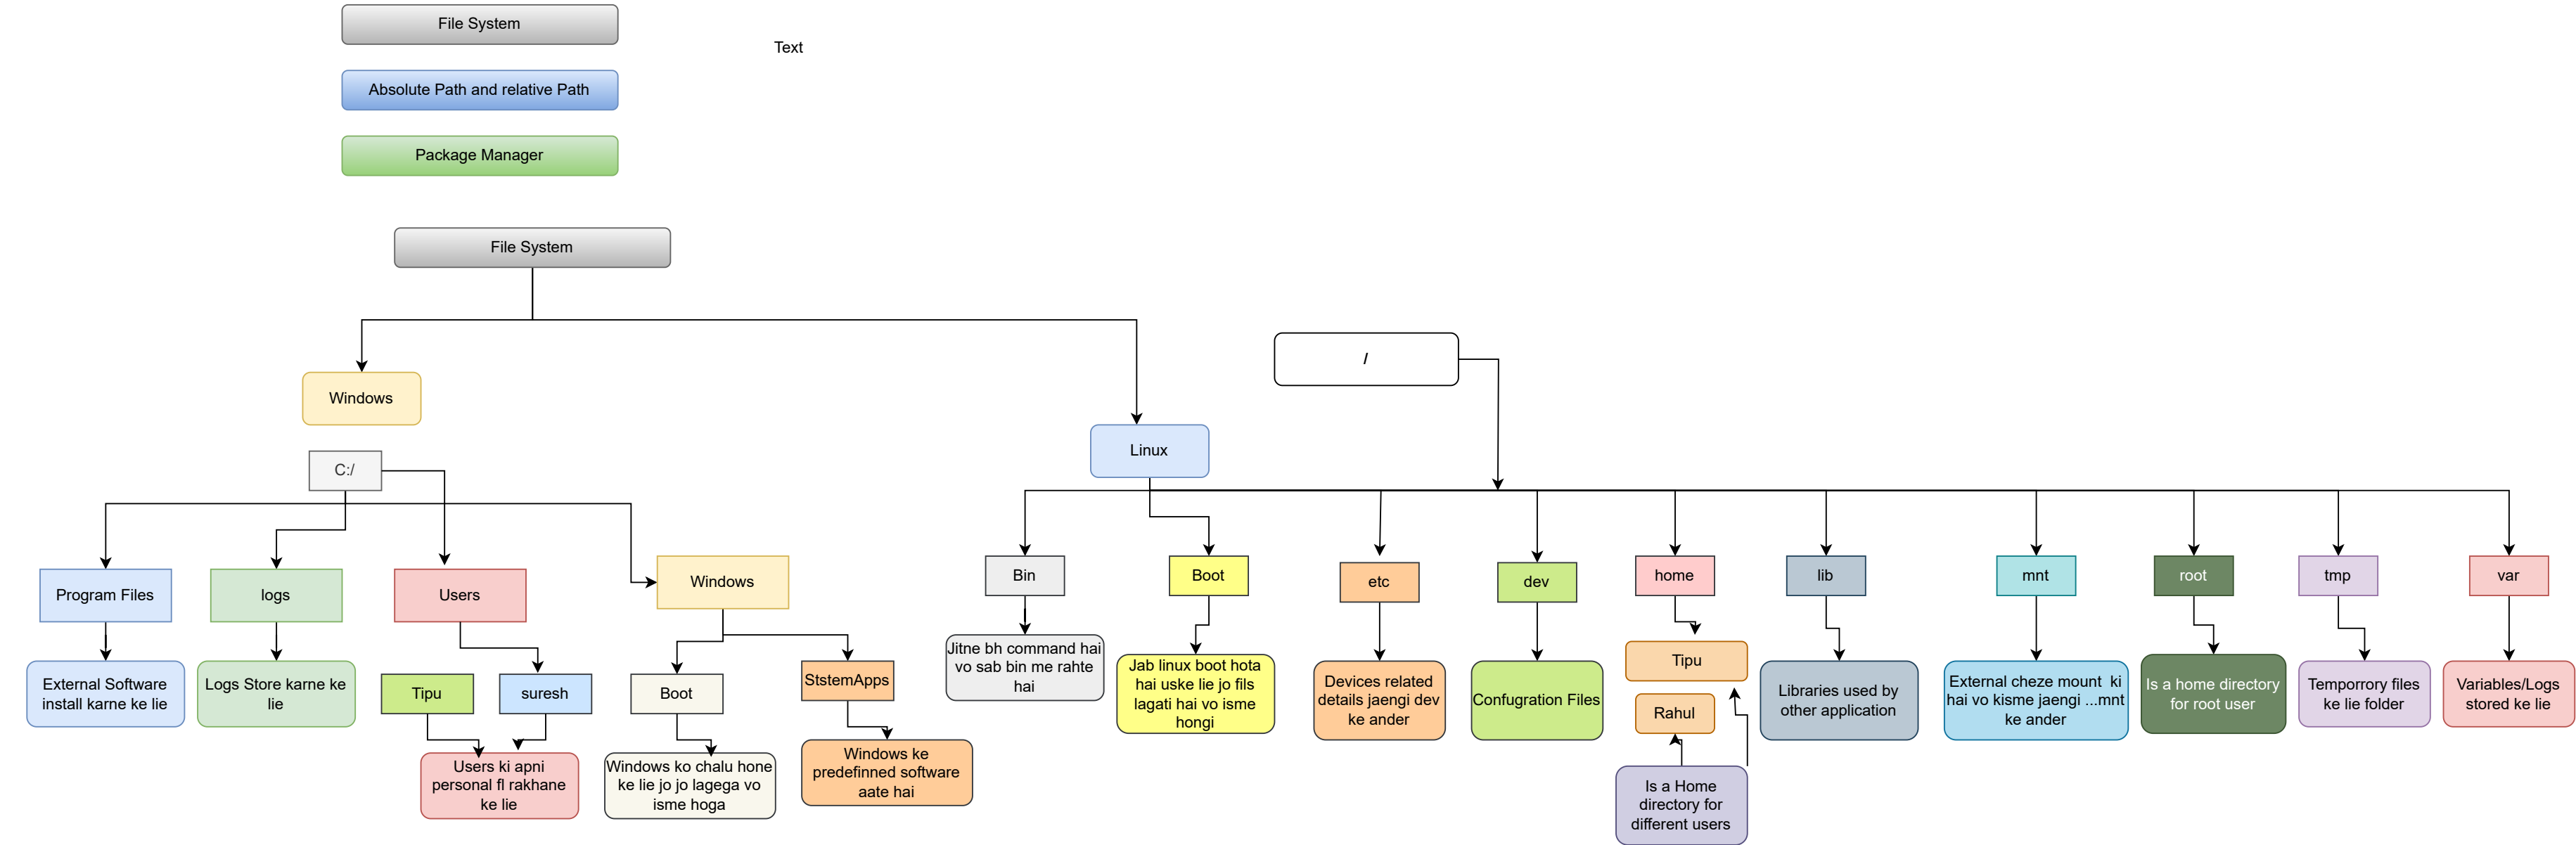 File System
Text
Absolute Path and relative Path
Package Manager
File System
/
Windows
Linux
C:/
Program Files
logs
Users
Windows
Bin
Boot
etc
dev
home
lib
mnt
root
tmp
var
External Software
install karne ke lie
Logs Store karne ke
lie
Tipu
suresh
Boot
StstemApps
Users ki apni
personal fl rakhane
ke lie
Windows ko chalu hone
ke lie jo jo lagega vo
isme hoga
Windows ke
predefinned software
aate hai
Jitne bh command hai
vo sab bin me rahte
hai
Jab linux boot hota
hai uske lie jo fils
lagati hai vo isme
hongi
Devices related
details jaengi dev
ke ander
Confugration Files
Tipu
Rahul
Is a Home
directory for
different users
Libraries used by
other application
External cheze mount  ki
hai vo kisme jaengi ...mnt
ke ander
Is a home directory
for root user
Temporrory files
ke lie folder
Variables/Logs
stored ke lie